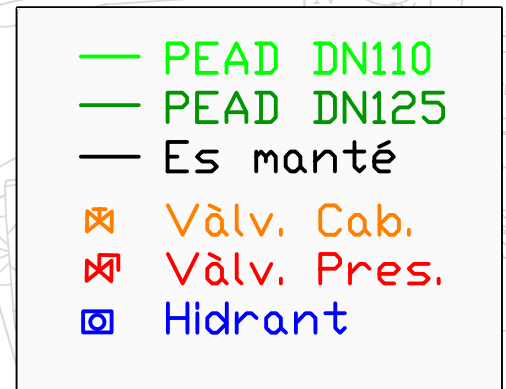 PEAD DN110
PEAD DN125
Es manté
Vàlv. Cab.
Vàlv. Pres.
Hidrant